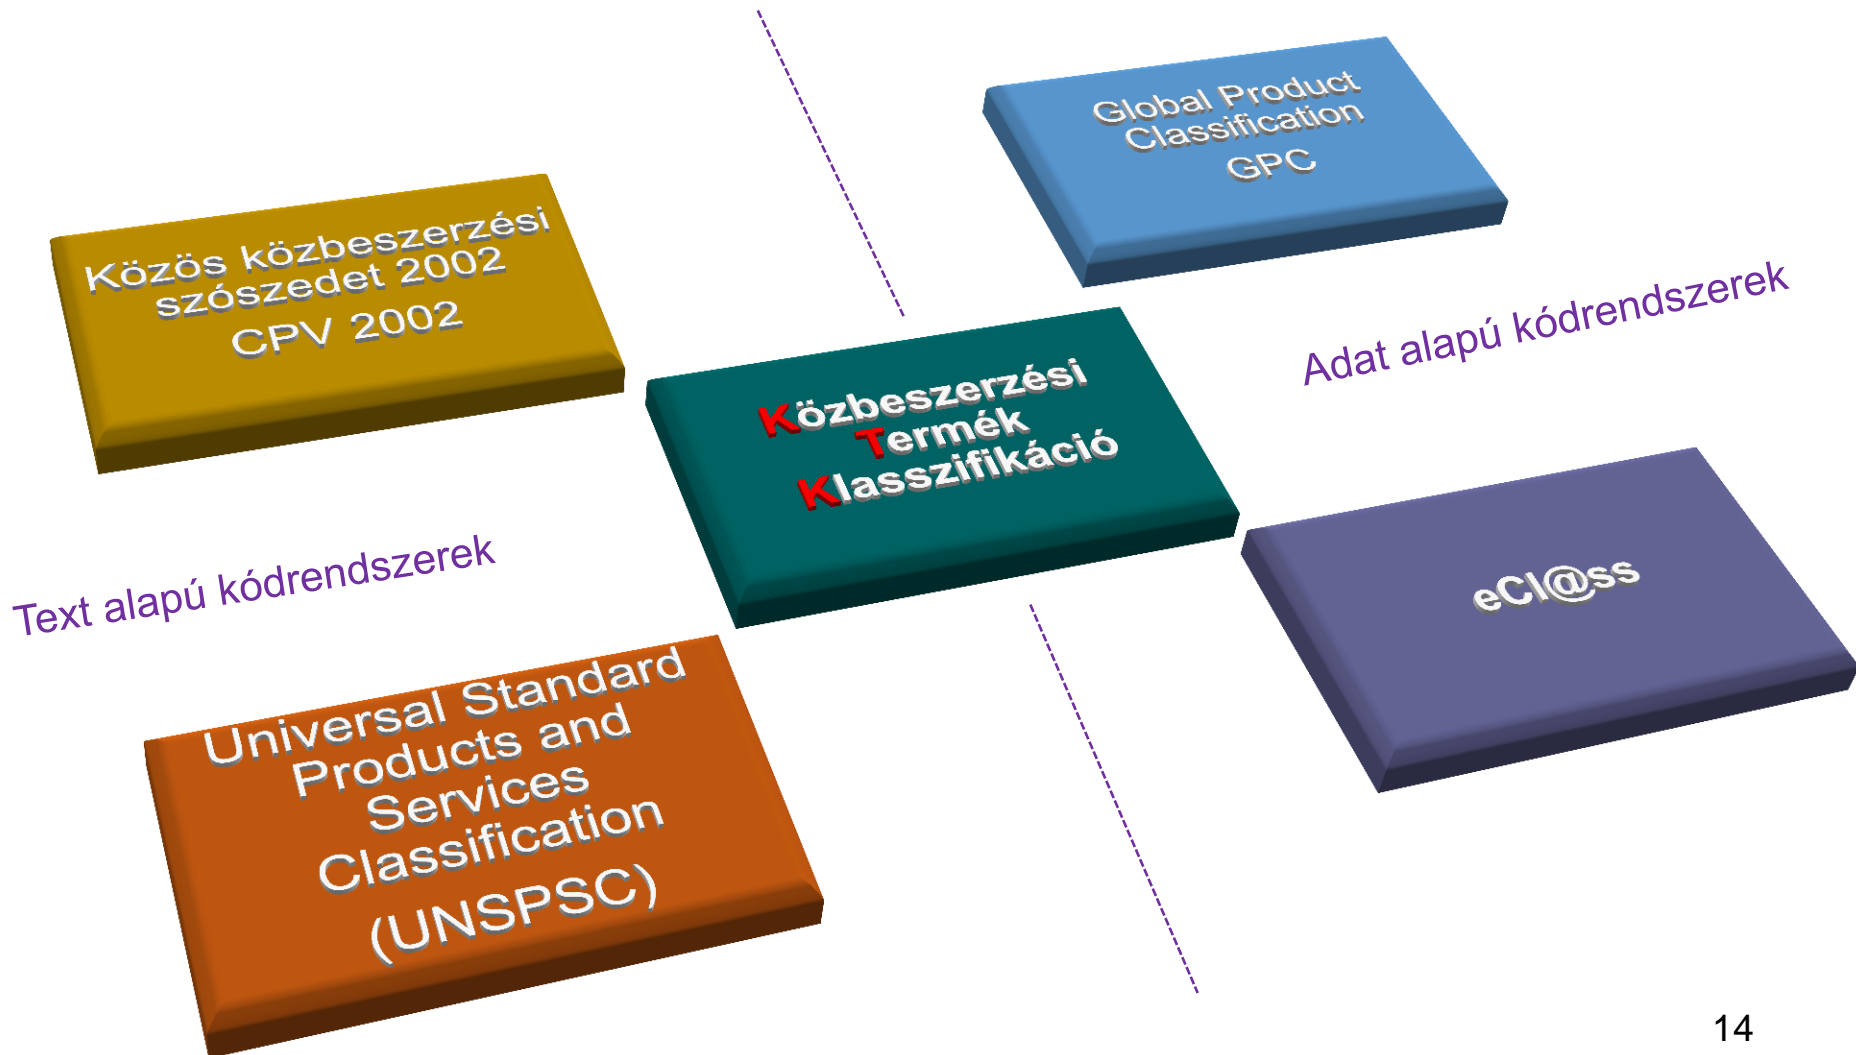 Global Product
Classification
GPC
Közös közbeszerzési
szószedet 2002
CPV 2002
Adat alapú kódrendszerek
Közbeszerzési
Termék
Klasszifikáció
Text alapú kódrendszerek
eCl@ss
Universal Standard
Products and
Services
Classification
(UNSPSC)
14